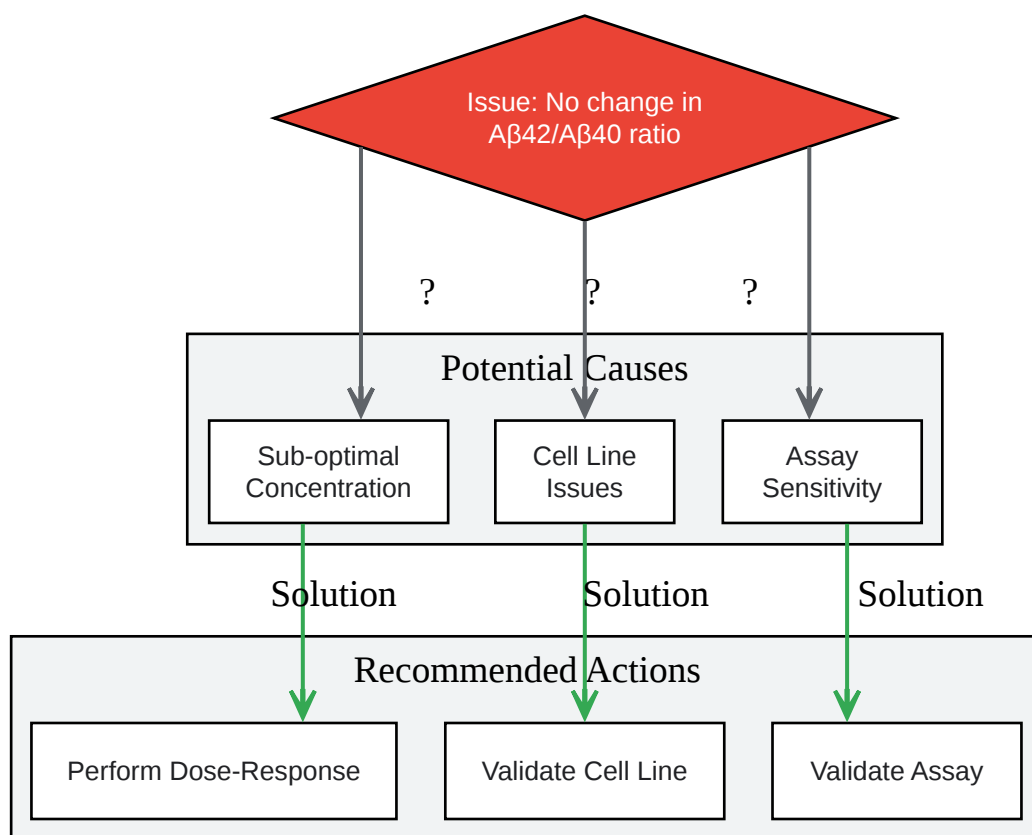 Issue: No change in
Aβ42/Aβ40 ratio
? ? ?
Potential Causes
Sub-optimal
Concentration
Cell Line
Issues
Assay
Sensitivity
Solution Solution Solution
Recommended Actions
Perform Dose-Response
Validate Cell Line
Validate Assay